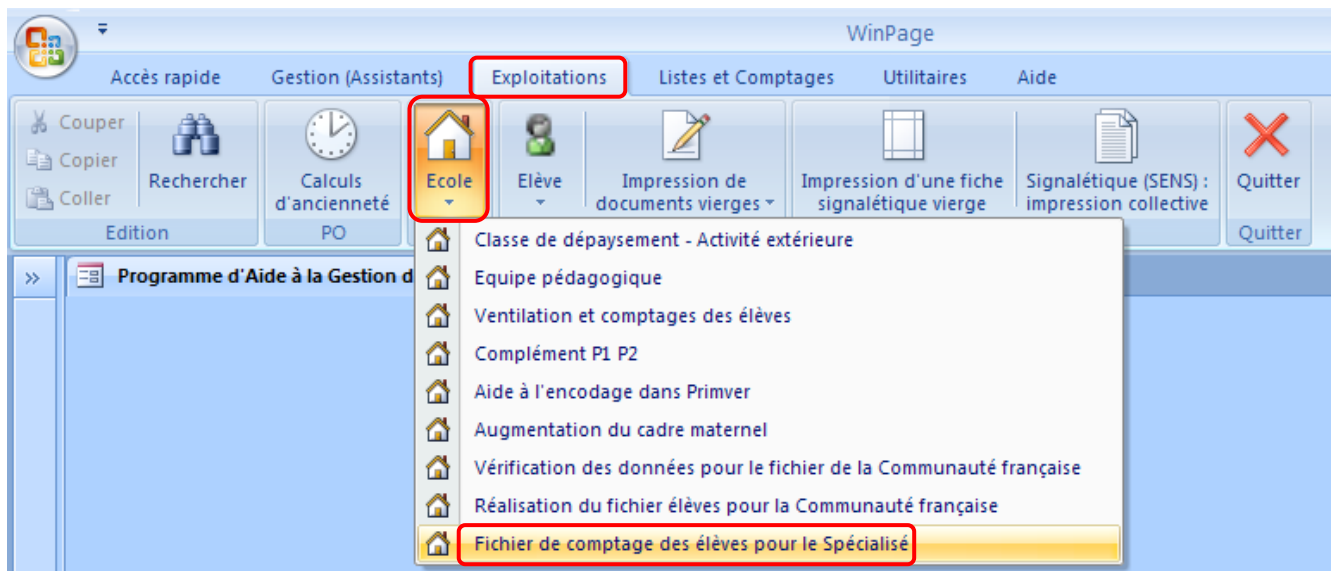 WinPage
Accès rapide Gestion (Assistants) Exploitations Listes et Comptages Utilitaires Aide
Couper
Copier
Coller
Rechercher
Edition
Calculs
d'ancienneté
PO
Ecole
Elève
Impression de
documents vierges
Impression d'une fiche
signalétique vierge
Signalétique (SENS) :
impression collective
Quitter
Quitter
» Programme d'Aide à la Gestion d
Classe de dépaysement - Activité extérieure
Equipe pédagogique
Ventilation et comptages des élèves
Complément P1 P2
Aide à l'encodage dans Primver
Augmentation du cadre maternel
Vérification des données pour le fichier de la Communauté française
Réalisation du fichier élèves pour la Communauté française
Fichier de comptage des élèves pour le Spécialisé